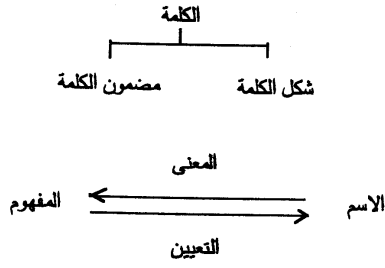 الكلمة
شكل الكلمة مضمون الكلمة
المعنى
الاسم المفهوم
التعيين